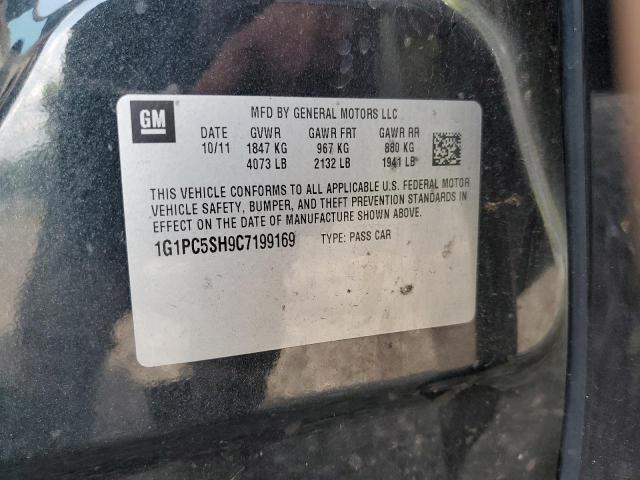 GM
MFD BY GENERAL MOTORS LLC
DATE GVWR GAWR FRT GAWR RR
10/11 1847 KG 967 KG 880 KG
4073 LB 2132 LB 1941 LB
THIS VEHICLE CONFORMS TO ALL APPLICABLE U.S. FEDERAL MOTOR
VEHICLE SAFETY, BUMPER, AND THEFT PREVENTION STANDARDS IN
EFFECT ON THE DATE OF MANUFACTURE SHOWN ABOVE.
1G1PC5SH9C7199169 TYPE: PASS CAR